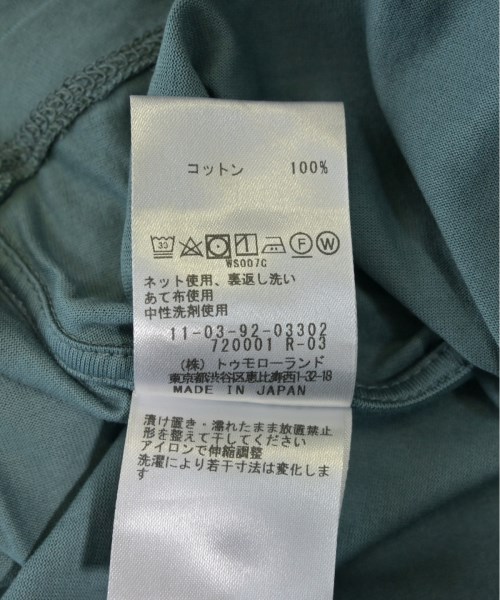 コットン 100%
30 F W
WS007C
ネット使用、裏返し洗い
あて布使用
中性洗剤使用
11-03-92-03302
720001 R-03
(株) トゥモローランド
東京都渋谷区恵比寿西1-32-18
MADE IN JAPAN
漬け置き・濡れたまま放置禁止
形を整えて干してください
アイロンで伸縮調整
洗濯により若干寸法は変化しま
す